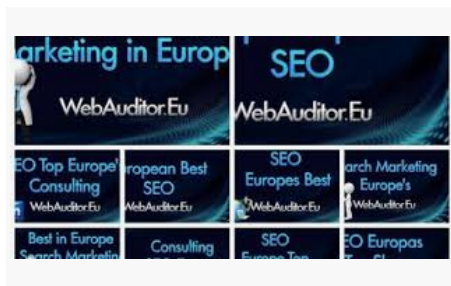 arketing in Europ
WebAuditor.Eu
SEO
WebAuditor.Eu
EO Top Europe'
Consulting
WebAuditor.Eu
ropean Best
SEO
WebAuditor.Eu
SEO
Europes Best
WebAuditor.Eu
arch Marketing
Europe's
WebAuditor.Eu
Best in Europe
Search Marketin
Consulting
SEO
Europe Top
EO Europas